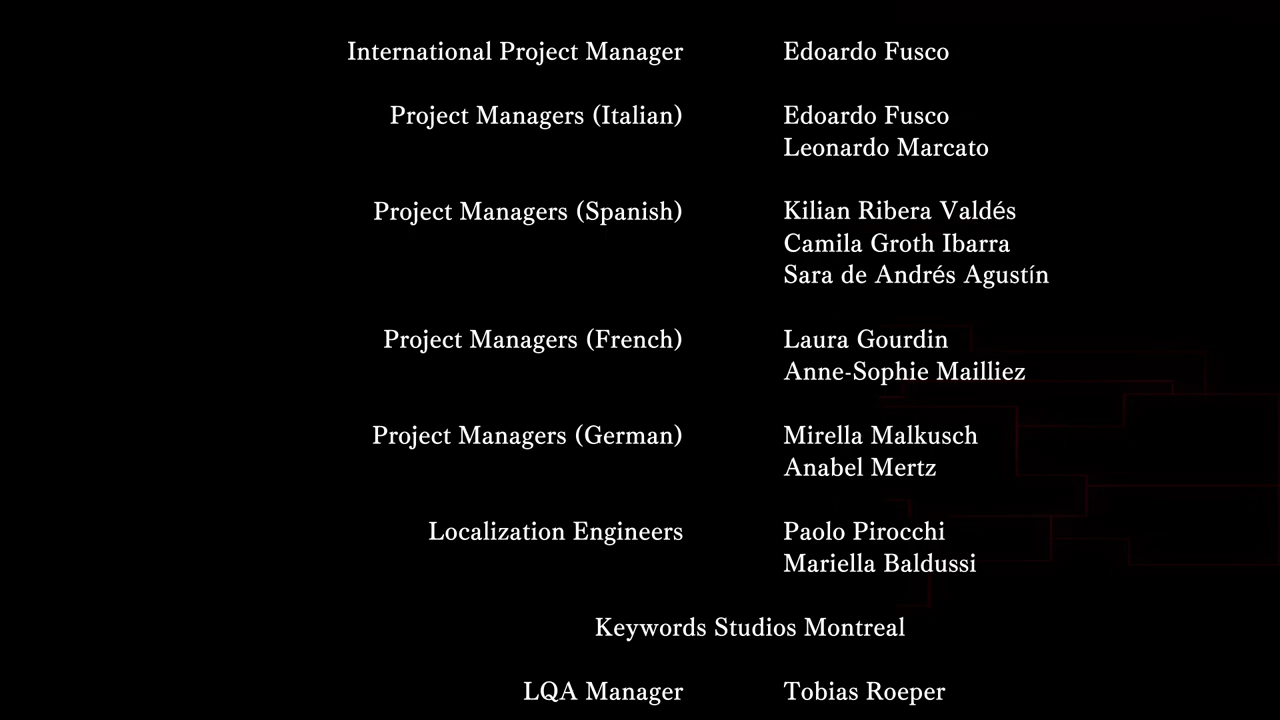 International Project Manager Edoardo Fusco
Project Managers (Italian) Edoardo Fusco
Leonardo Marcato
Project Managers (Spanish) Kilian Ribera Valdés
Camila Groth Ibarra
Sara de Andrés Agustín
Project Managers (French) Laura Gourdin
Anne-Sophie Mailliez
Project Managers (German) Mirella Malkusch
Anabel Mertz
Localization Engineers Paolo Pirocchi
Mariella Baldussi
Keywords Studios Montreal
LQA Manager Tobias Roeper